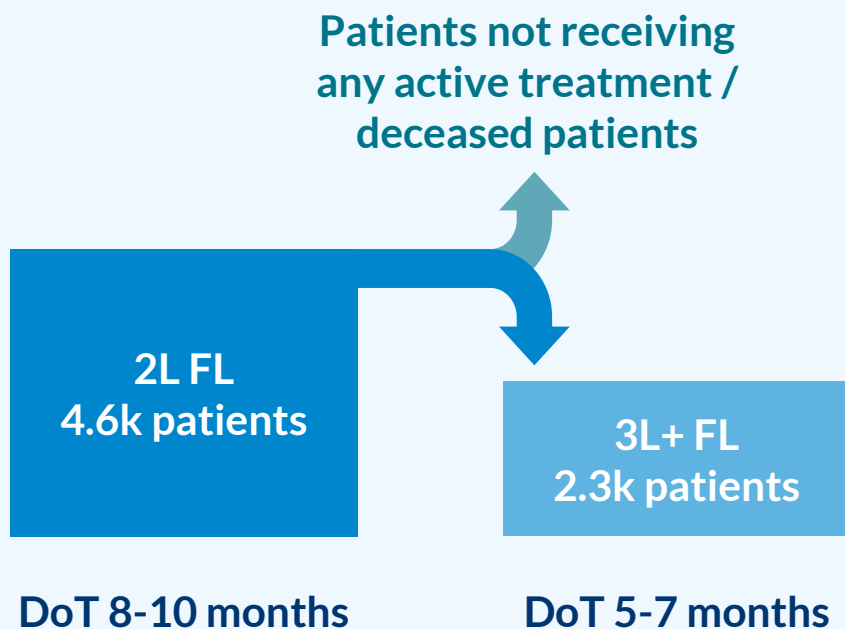 Patients not receiving
any active treatment /
deceased patients
2L FL
4.6k patients
3L+ FL
2.3k patients
DoT 8-10 months
DoT 5-7 months